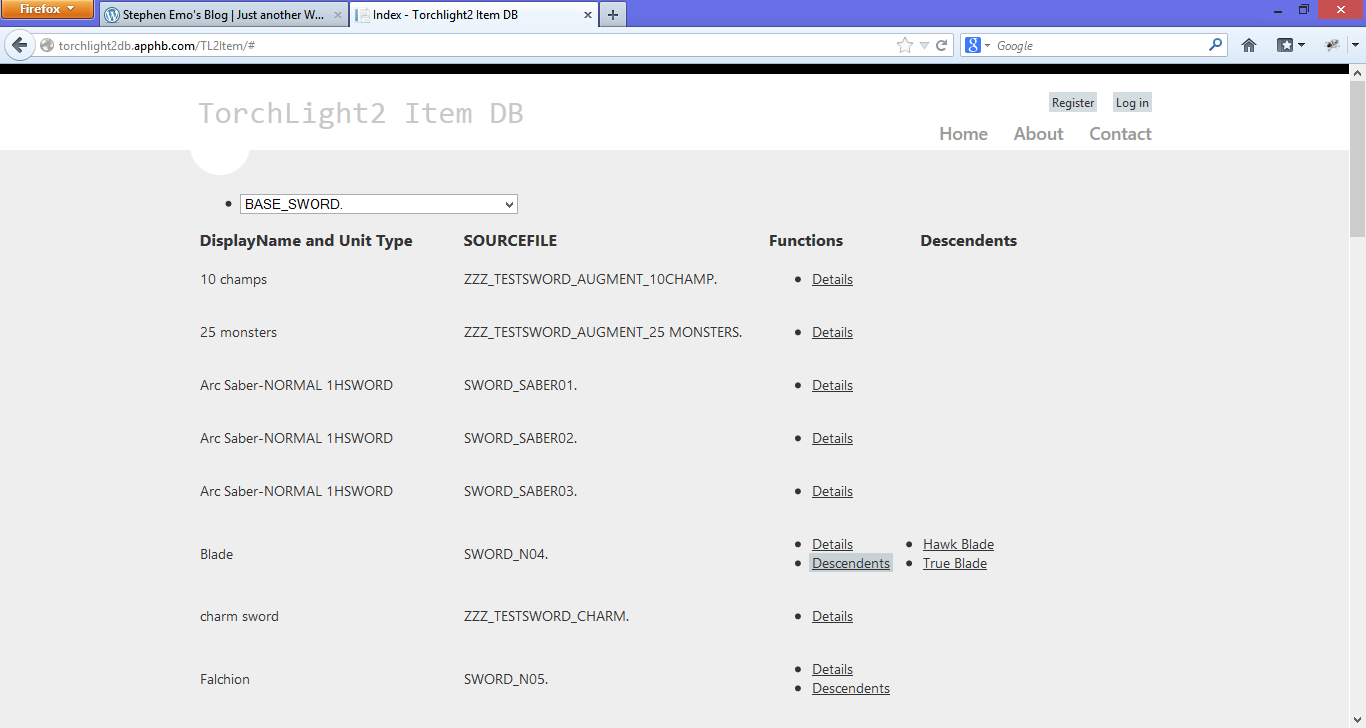 Firefox
Stephen Emo's Blog | Just another W...
Index - Torchlight2 Item DB
torchlight2db.apphb.com/TL2Item/#
Google
TorchLight2 Item DB
Register Log in
Home About Contact
BASE_SWORD.
DisplayName and Unit Type SOURCEFILE Functions Descendents
10 champs ZZZ_TESTSWORD_AUGMENT_10CHAMP. Details
25 monsters ZZZ_TESTSWORD_AUGMENT_25 MONSTERS. Details
Arc Saber-NORMAL 1HSWORD SWORD_SABER01. Details
Arc Saber-NORMAL 1HSWORD SWORD_SABER02. Details
Arc Saber-NORMAL 1HSWORD SWORD_SABER03. Details
Details Hawk Blade
Blade SWORD_N04.
Descendents True Blade
charm sword ZZZ_TESTSWORD_CHARM. Details
Details
Falchion SWORD_N05.
Descendents